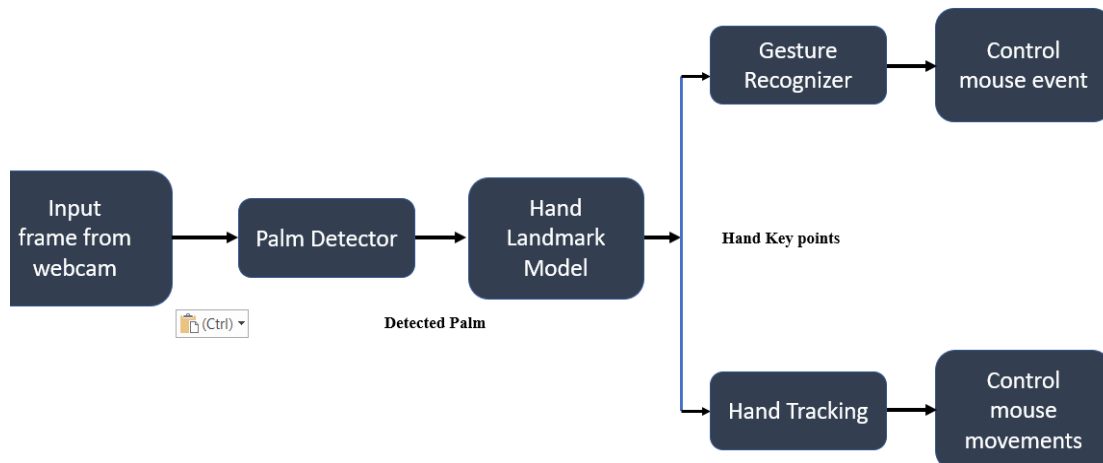 Gesture
Recognizer
Control
mouse event
Input
frame from
webcam
Palm Detector
Hand
Landmark
Model
Hand Key points
(Ctrl)
Detected Palm
Hand Tracking
Control
mouse
movements